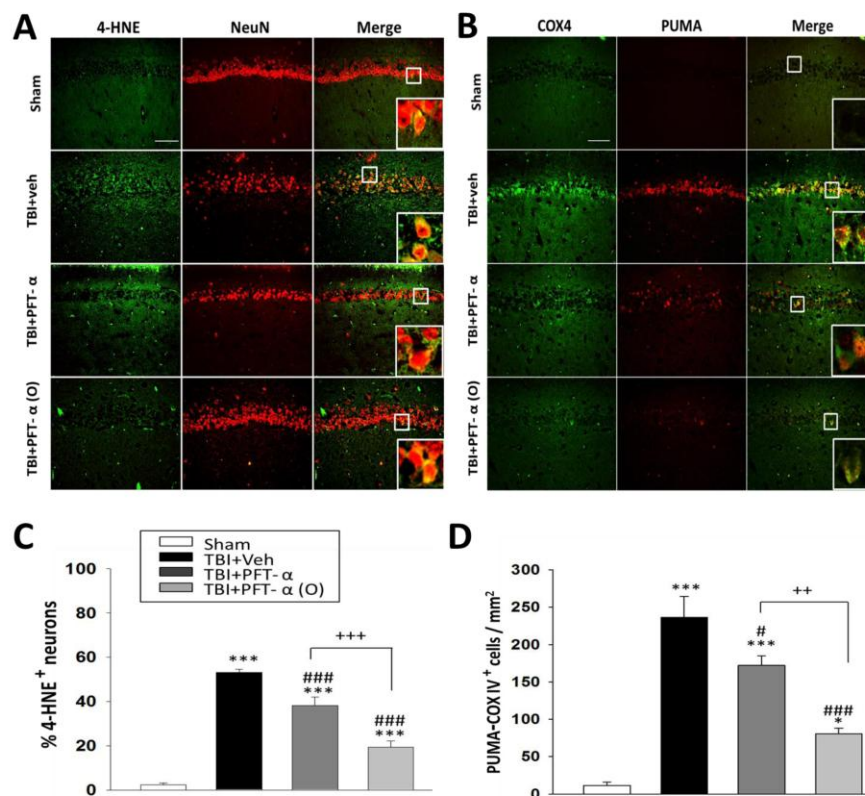 A
4-HNE NeuN Merge
Sham
TBI+veh
TBI+PFT- α
TBI+PFT- α (O)
B
COX4 PUMA Merge
Sham
TBI+veh
TBI+PFT- α
TBI+PFT- α (O)
C
Sham
TBI+Veh
TBI+PFT- α
TBI+PFT- α (O)
% 4-HNE + neurons
100
80
60
40
20
0
***
###
***
+++
###
***
D
PUMA-COX IV + cells / mm²
300
250
200
150
100
50
0
***
#
***
++
###
*